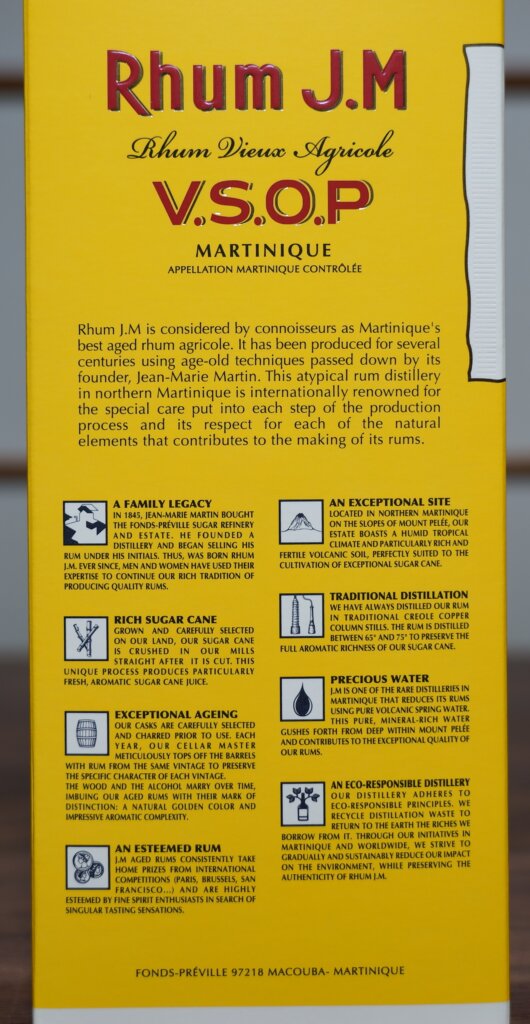 Rhum J.M
Rhum Vieux Agricole
V.S.O.P
MARTINIQUE
APPELLATION MARTINIQUE CONTRÔLÉE
Rhum J.M is considered by connoisseurs as Martinique's
best aged rhum agricole. It has been produced for several
centuries using age-old techniques passed down by its
founder, Jean-Marie Martin. This atypical rum distillery
in northern Martinique is internationally renowned for
the special care put into each step of the production
process and its respect for each of the natural
elements that contributes to the making of its rums.
A FAMILY LEGACY
IN 1845, JEAN-MARIE MARTIN BOUGHT
THE FONDS-PRÉVILLE SUGAR REFINERY
AND ESTATE. HE FOUNDED A
DISTILLERY AND BEGAN SELLING HIS
RUM UNDER HIS INITIALS. THUS, WAS BORN RHUM
J.M. EVER SINCE, MEN AND WOMEN HAVE USED THEIR
EXPERTISE TO CONTINUE OUR RICH TRADITION OF
PRODUCING QUALITY RUMS.
RICH SUGAR CANE
GROWN AND CAREFULLY SELECTED
ON OUR LAND, OUR SUGAR CANE
IS CRUSHED IN OUR MILLS
STRAIGHT AFTER IT IS CUT. THIS
UNIQUE PROCESS PRODUCES PARTICULARLY
FRESH, AROMATIC SUGAR CANE JUICE.
EXCEPTIONAL AGEING
OUR CASKS ARE CAREFULLY SELECTED
AND CHARRED PRIOR TO USE. EACH
YEAR, OUR CELLAR MASTER
METICULOUSLY TOPS OFF THE BARRELS
WITH RUM FROM THE SAME VINTAGE TO PRESERVE
THE SPECIFIC CHARACTER OF EACH VINTAGE.
THE WOOD AND THE ALCOHOL MARRY OVER TIME,
IMBUING OUR AGED RUMS WITH THEIR MARK OF
DISTINCTION: A NATURAL GOLDEN COLOR AND
IMPRESSIVE AROMATIC COMPLEXITY.
AN ESTEEMED RUM
J.M AGED RUMS CONSISTENTLY TAKE
HOME PRIZES FROM INTERNATIONAL
COMPETITIONS (PARIS, BRUSSELS, SAN
FRANCISCO...) AND ARE HIGHLY
ESTEEMED BY FINE SPIRIT ENTHUSIASTS IN SEARCH OF
SINGULAR TASTING SENSATIONS.
AN EXCEPTIONAL SITE
LOCATED IN NORTHERN MARTINIQUE
ON THE SLOPES OF MOUNT PELÉE, OUR
ESTATE BOASTS A HUMID TROPICAL
CLIMATE AND PARTICULARLY RICH AND
FERTILE VOLCANIC SOIL, PERFECTLY SUITED TO THE
CULTIVATION OF EXCEPTIONAL SUGAR CANE.
TRADITIONAL DISTILLATION
WE HAVE ALWAYS DISTILLED OUR RUM
IN TRADITIONAL CREOLE COPPER
COLUMN STILLS. THE RUM IS DISTILLED
BETWEEN 65° AND 75° TO PRESERVE THE
FULL AROMATIC RICHNESS OF OUR SUGAR CANE.
PRECIOUS WATER
J.M IS ONE OF THE RARE DISTILLERIES IN
MARTINIQUE THAT REDUCES ITS RUMS
USING PURE VOLCANIC SPRING WATER.
THIS PURE, MINERAL-RICH WATER
GUSHES FORTH FROM DEEP WITHIN MOUNT PELÉE
AND CONTRIBUTES TO THE EXCEPTIONAL QUALITY OF
OUR RUMS.
AN ECO-RESPONSIBLE DISTILLERY
OUR DISTILLERY ADHERES TO
ECO-RESPONSIBLE PRINCIPLES. WE
RECYCLE DISTILLATION WASTE TO
RETURN TO THE EARTH THE RICHES WE
BORROW FROM IT. THROUGH OUR INITIATIVES IN
MARTINIQUE AND WORLDWIDE, WE STRIVE TO
GRADUALLY AND SUSTAINABLY REDUCE OUR IMPACT
ON THE ENVIRONMENT, WHILE PRESERVING THE
AUTHENTICITY OF RHUM J.M.
FONDS-PRÉVILLE 97218 MACOUBA- MARTINIQUE